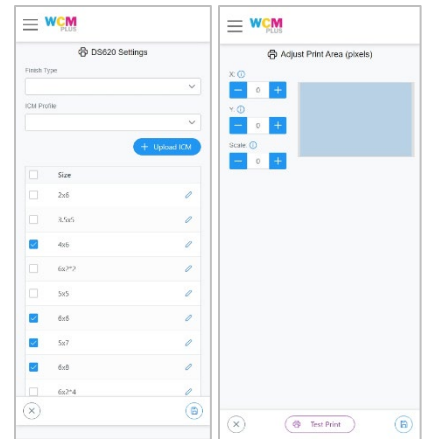 WCM
PLUS
DS620 Settings
Finish Type
ICM Profile
+ Upload ICM
Size
2x6
3.5x5
4x6
6x2*2
5x5
6x6
5x7
6x8
6x2*4
WCM
PLUS
Adjust Print Area (pixels)
X:
− 0 +
Y:
− 0 +
Scale:
− 0 +
Test Print